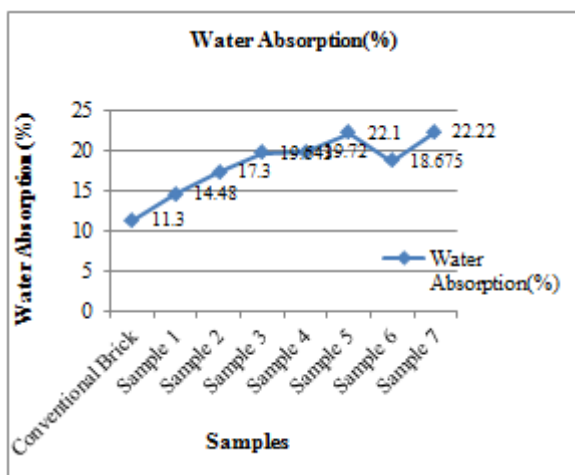 Water Absorption(%)
Water Absorption (%)
25
20
15
10
5
0
11.3
14.48
17.3
19.72
22.1
18.675
22.22
Water
Absorption(%)
Conventional Brick
Sample 1
Sample 2
Sample 3
Sample 4
Sample 5
Sample 6
Sample 7
Samples